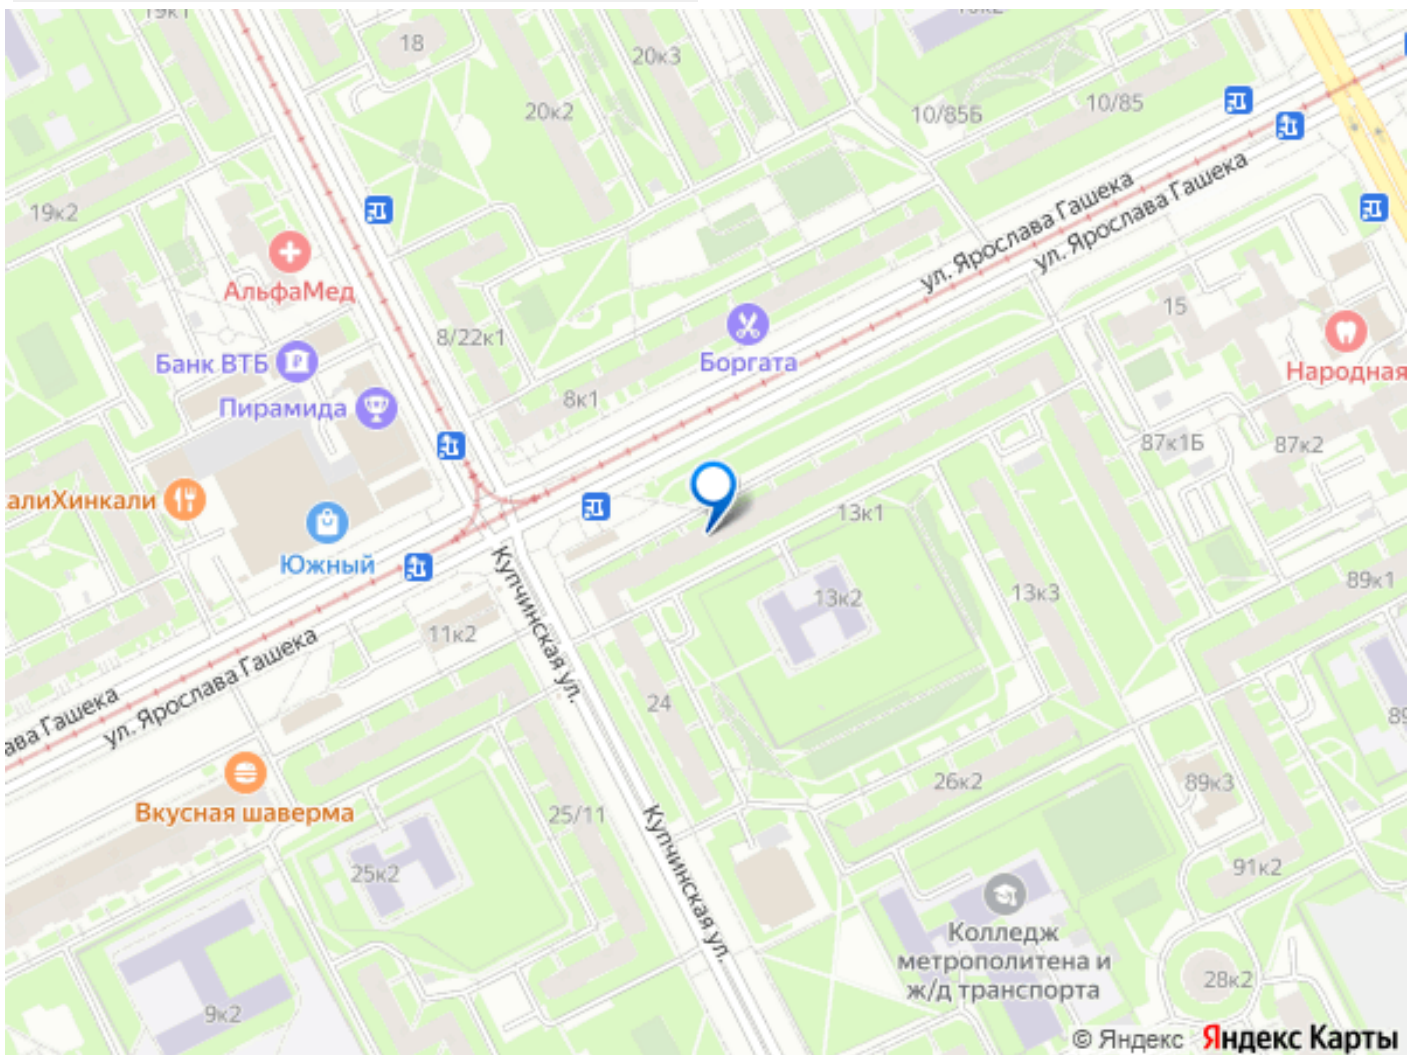 19к1
18
20к3
10к2
20к2
10/85Б
10/85
19к2
АльфаМед
ул. Ярослава Гашека
ул. Ярослава Гашека
15
8/22к1
Банк ВТБ
Боргата
Народная
Пирамида
8к1
87к1Б
87к2
алиХинкали
Южный
13к1
Купчинская ул.
13к2
13к3
89к1
11к2
ава Гашека
ул. Ярослава Гашека
24
89
26к2
89к3
Вкусная шаверма
25/11
Купчинская ул.
25к2
91к2
Колледж
метрополитена и
ж/д транспорта
28к2
9к2
© Яндекс Яндекс Карты